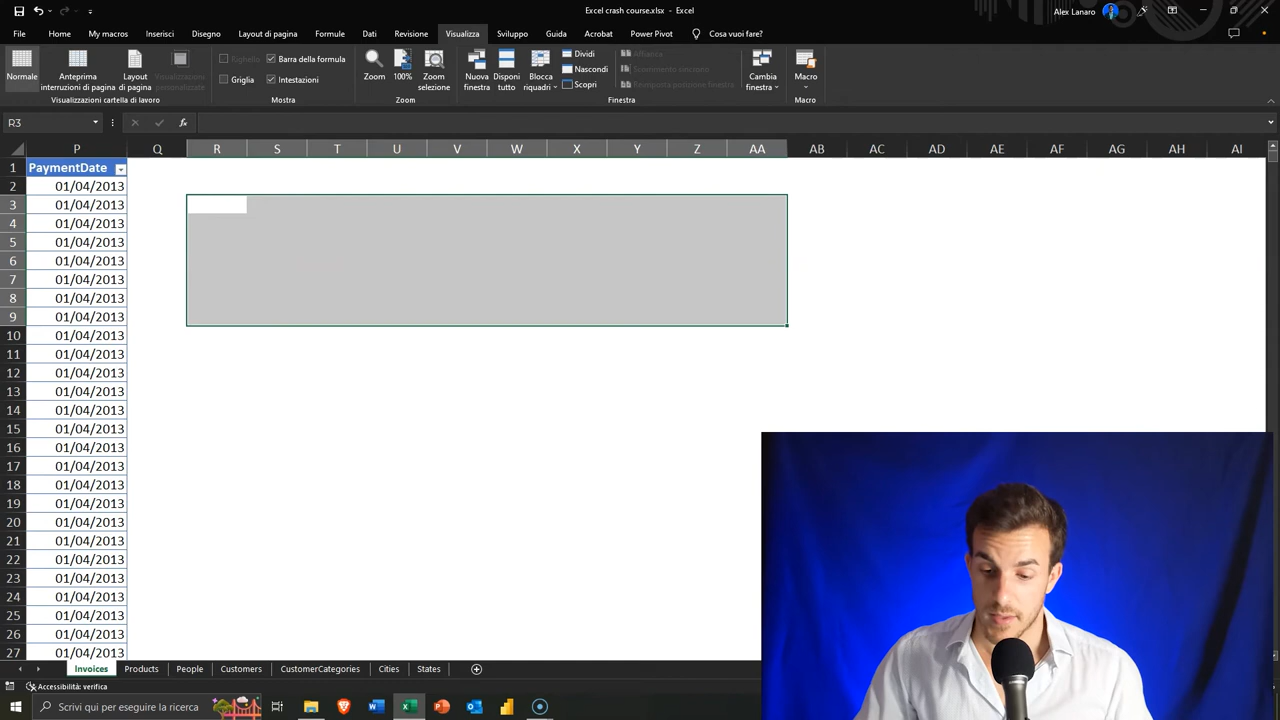 Excel crash course.xlsx - Excel
Alex Lanaro
File Home My macros Inserisci Disegno Layout di pagina Formule Dati Revisione Visualizza Sviluppo Guida Acrobat Power Pivot Cosa vuoi fare?
Normale
Anteprima interruzioni di pagina
Layout di pagina
Visualizzazioni personalizzate
Visualizzazioni cartella di lavoro
Righello
Barra della formula
Griglia
Intestazioni
Mostra
Zoom
100%
Zoom selezione
Zoom
Nuova finestra
Disponi tutto
Blocca riquadri
Dividi
Nascondi
Scopri
Affianca
Scorrimento sincrono
Reimposta posizione finestra
Finestra
Cambia finestra
Macro
Macro
R3
fx
P Q R S T U V W X Y Z AA AB AC AD AE AF AG AH AI
1 PaymentDate
2 01/04/2013
3 01/04/2013
4 01/04/2013
5 01/04/2013
6 01/04/2013
7 01/04/2013
8 01/04/2013
9 01/04/2013
10 01/04/2013
11 01/04/2013
12 01/04/2013
13 01/04/2013
14 01/04/2013
15 01/04/2013
16 01/04/2013
17 01/04/2013
18 01/04/2013
19 01/04/2013
20 01/04/2013
21 01/04/2013
22 01/04/2013
23 01/04/2013
24 01/04/2013
25 01/04/2013
26 01/04/2013
27 01/04/2013
Invoices Products People Customers CustomerCategories Cities States
Accessibilità: verifica
Scrivi qui per eseguire la ricerca